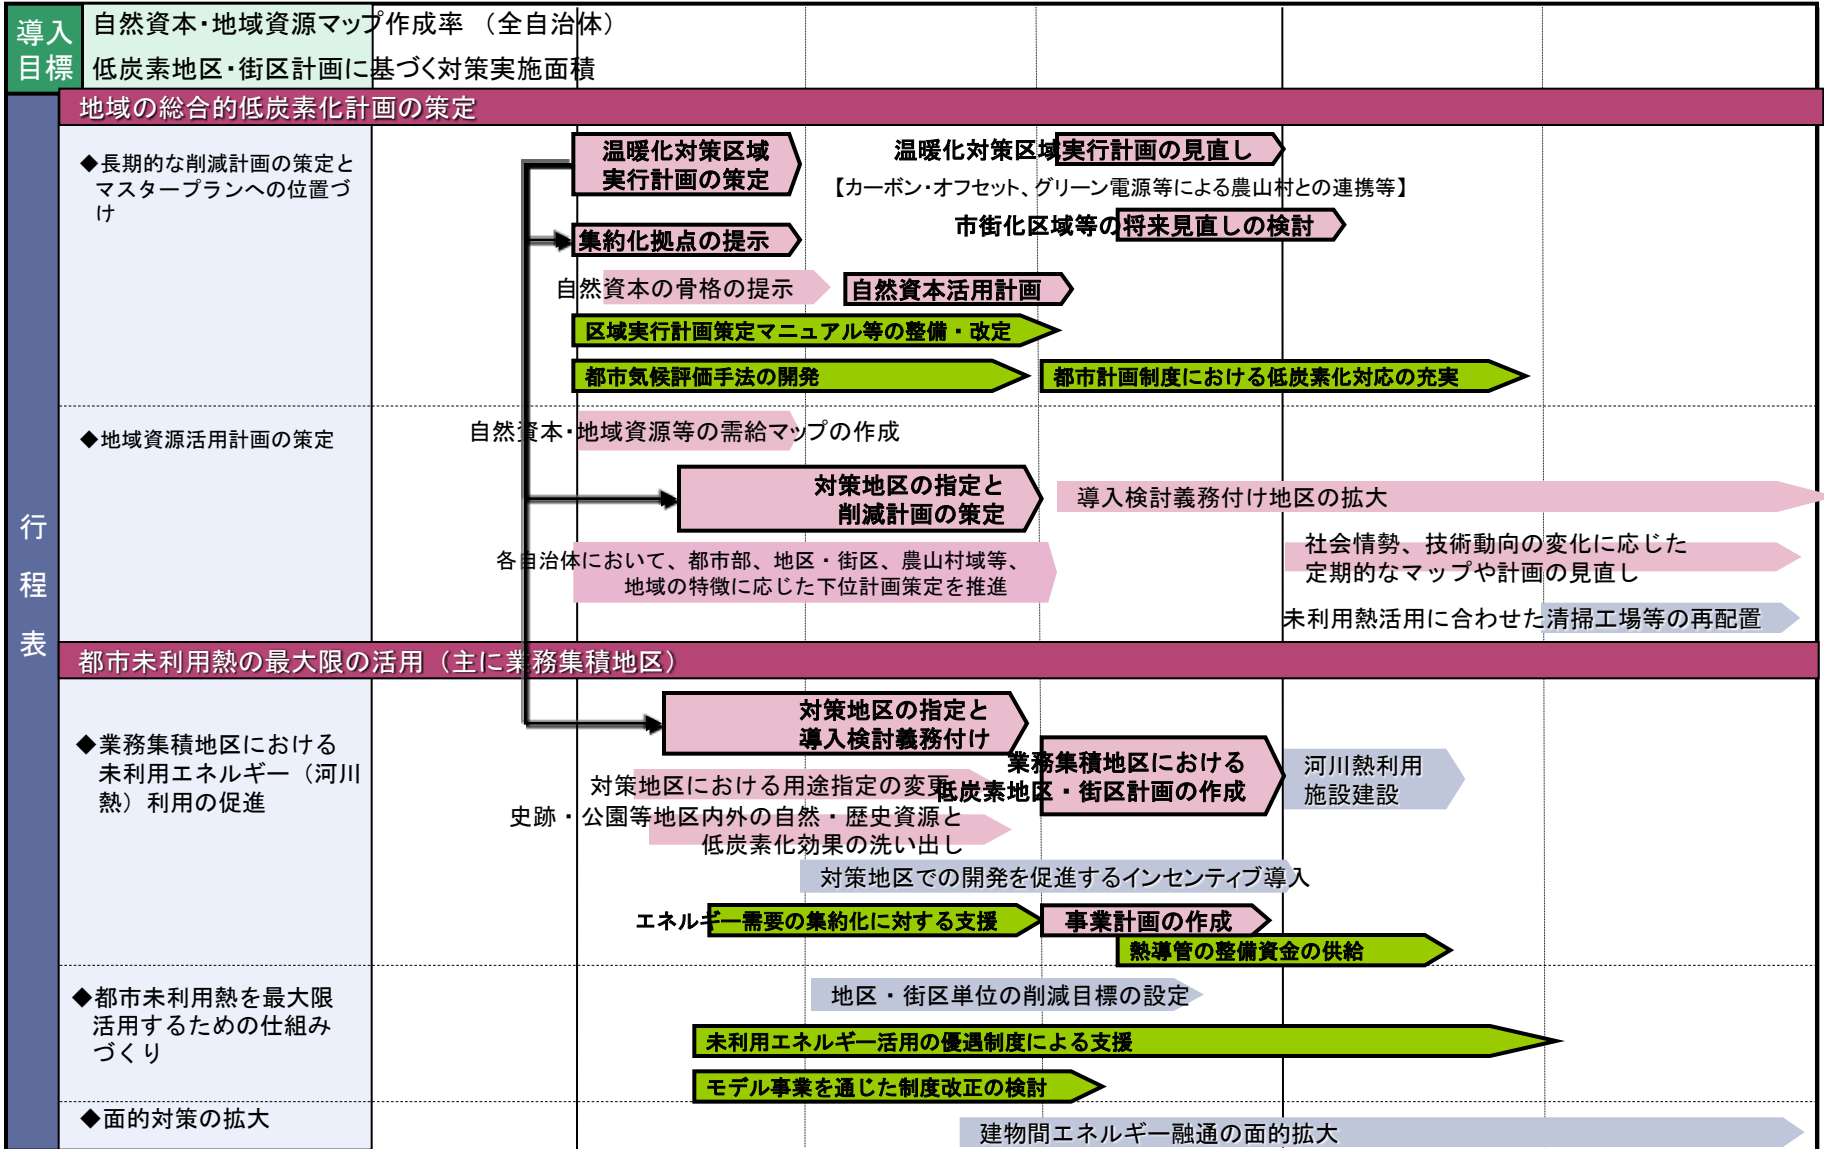 導入
目標
自然資本・地域資源マップ作成率 （全自治体）
低炭素地区・街区計画に基づく対策実施面積
行
程
表
地域の総合的低炭素化計画の策定
◆長期的な削減計画の策定と
マスタープランへの位置づ
け
温暖化対策区域
実行計画の策定
温暖化対策区域実行計画の見直し
【カーボン・オフセット、グリーン電源等による農山村との連携等】
市街化区域等の将来見直しの検討
集約化拠点の提示
自然資本の骨格の提示
自然資本活用計画
区域実行計画策定マニュアル等の整備・改定
都市気候評価手法の開発
都市計画制度における低炭素化対応の充実
◆地域資源活用計画の策定
自然資本・地域資源等の需給マップの作成
対策地区の指定と
削減計画の策定
導入検討義務付け地区の拡大
各自治体において、都市部、地区・街区、農山村域等、
地域の特徴に応じた下位計画策定を推進
社会情勢、技術動向の変化に応じた
定期的なマップや計画の見直し
未利用熱活用に合わせた清掃工場等の再配置
都市未利用熱の最大限の活用（主に業務集積地区）
◆業務集積地区における
未利用エネルギー（河川
熱）利用の促進
対策地区の指定と
導入検討義務付け
業務集積地区における
低炭素地区・街区計画の作成
河川熱利用
施設建設
対策地区における用途指定の変更
史跡・公園等地区内外の自然・歴史資源と
低炭素化効果の洗い出し
対策地区での開発を促進するインセンティブ導入
エネルギー需要の集約化に対する支援
事業計画の作成
熱導管の整備資金の供給
◆都市未利用熱を最大限
活用するための仕組み
づくり
地区・街区単位の削減目標の設定
未利用エネルギー活用の優遇制度による支援
モデル事業を通じた制度改正の検討
◆面的対策の拡大
建物間エネルギー融通の面的拡大